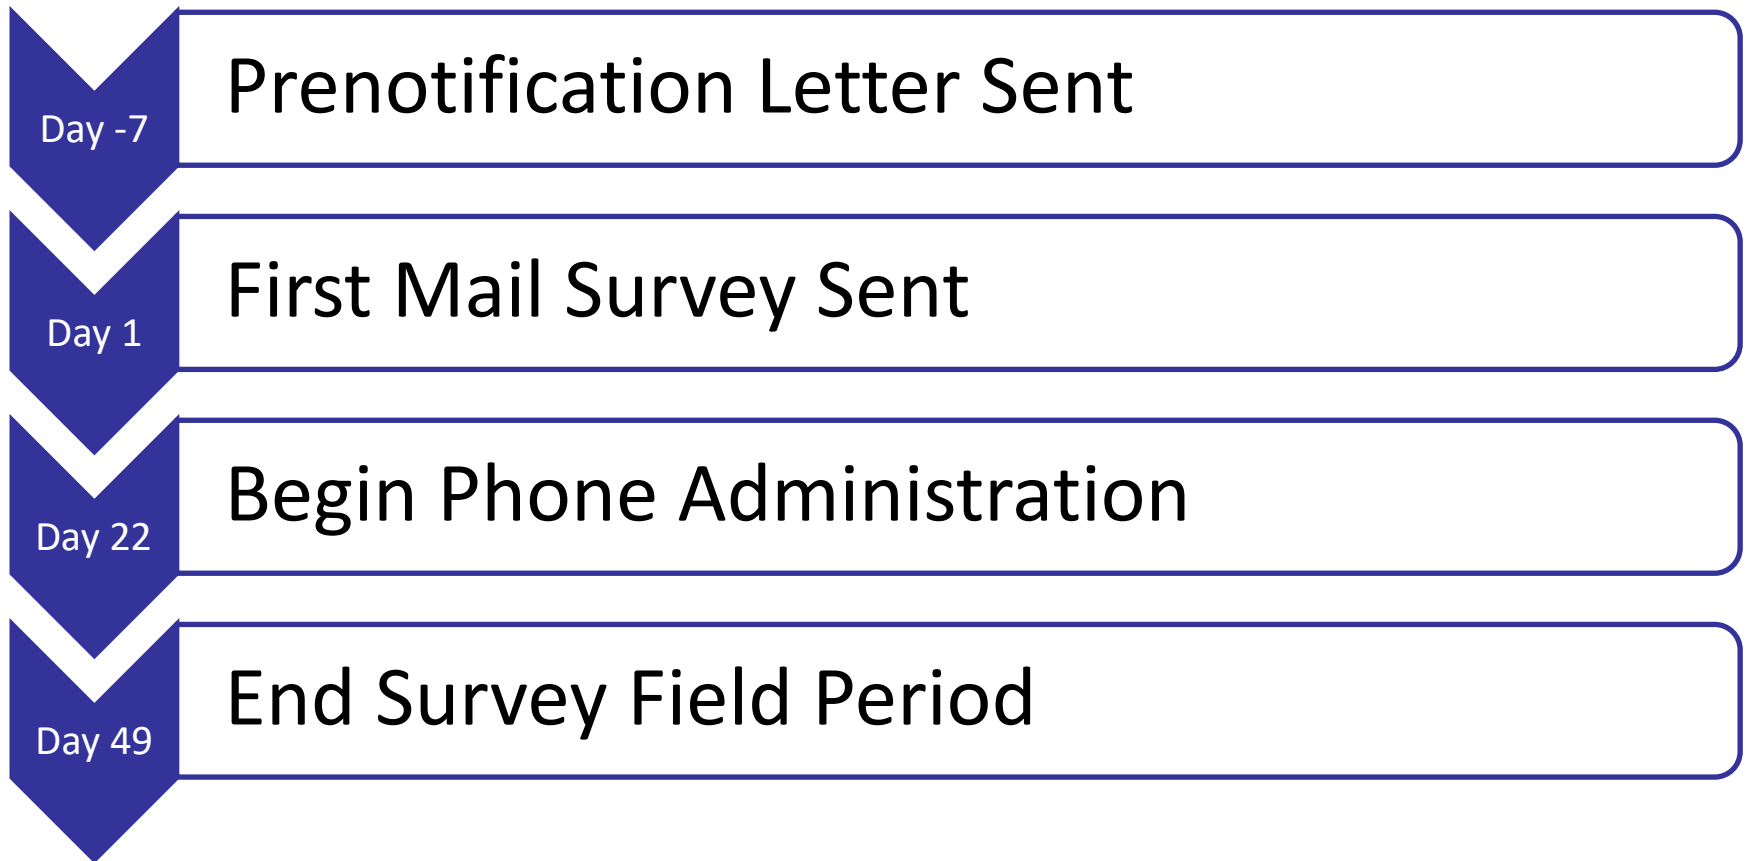 Day -7
Prenotification Letter Sent
Day 1
First Mail Survey Sent
Day 22
Begin Phone Administration
Day 49
End Survey Field Period